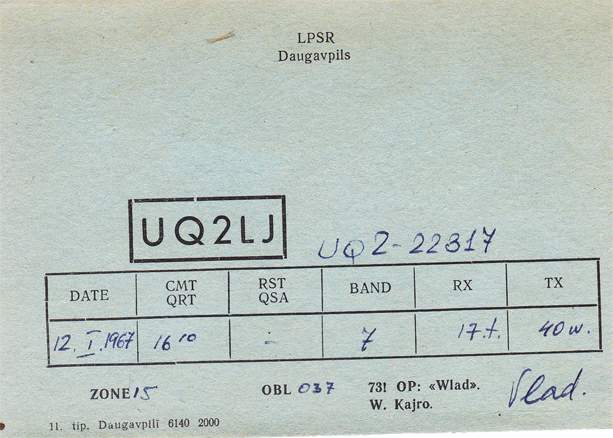 LPSR
Daugavpils
UQ2LJ UQ2-22317
DATE CMT QRT RST QSA BAND RX TX
12. I. 1967 16 10 - 7 17.t. 40 w.
ZONE 15 OBL 037 73! OP: «Wlad». Vlad.
W. Kajro.
11. tip. Daugavpilī 6140 2000